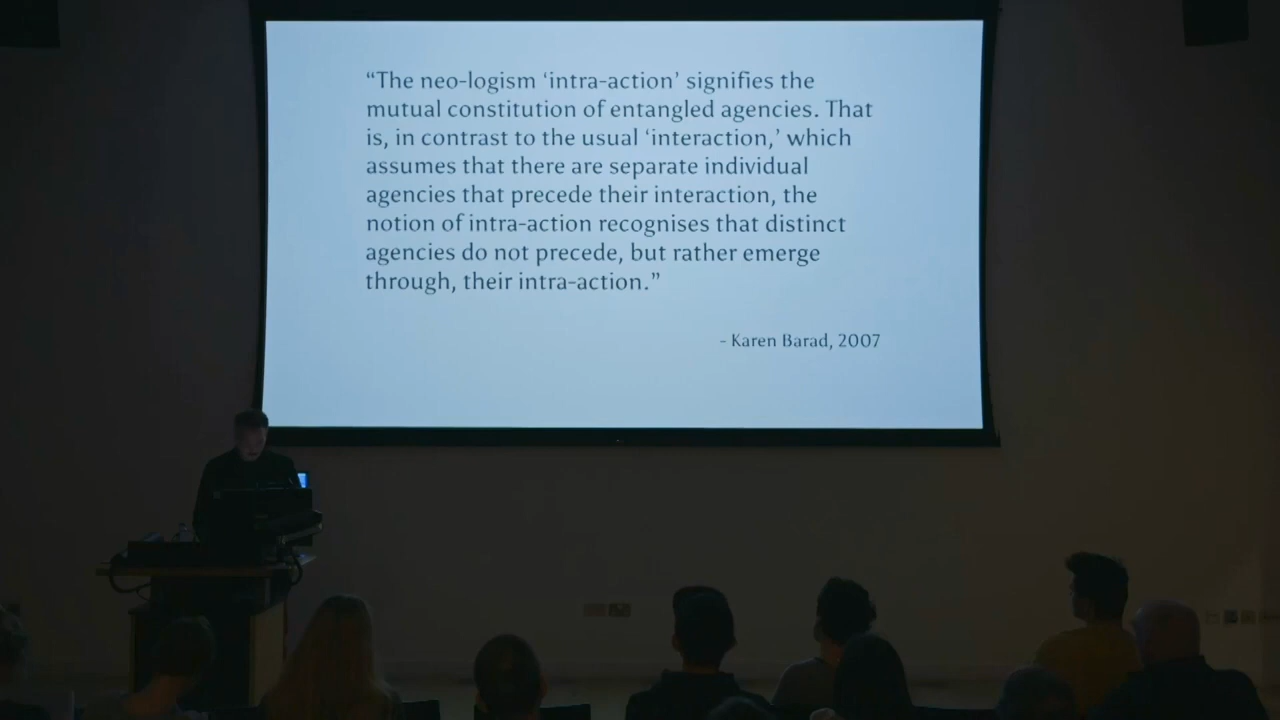 “The neo-logism ‘intra-action’ signifies the
mutual constitution of entangled agencies. That
is, in contrast to the usual ‘interaction,’ which
assumes that there are separate individual
agencies that precede their interaction, the
notion of intra-action recognises that distinct
agencies do not precede, but rather emerge
through, their intra-action.”
- Karen Barad, 2007